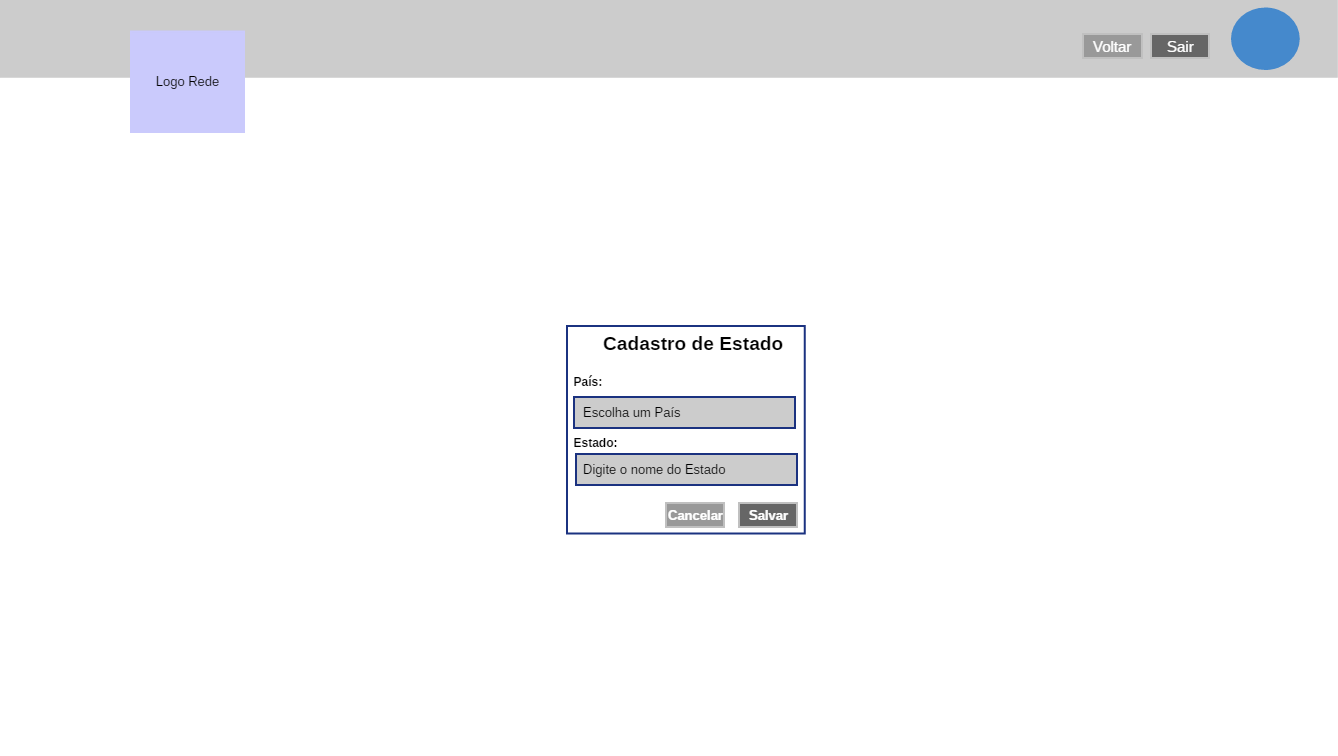 Voltar
Sair
Logo Rede
Cadastro de Estado
País:
Escolha um País
Estado:
Digite o nome do Estado
Cancelar
Salvar